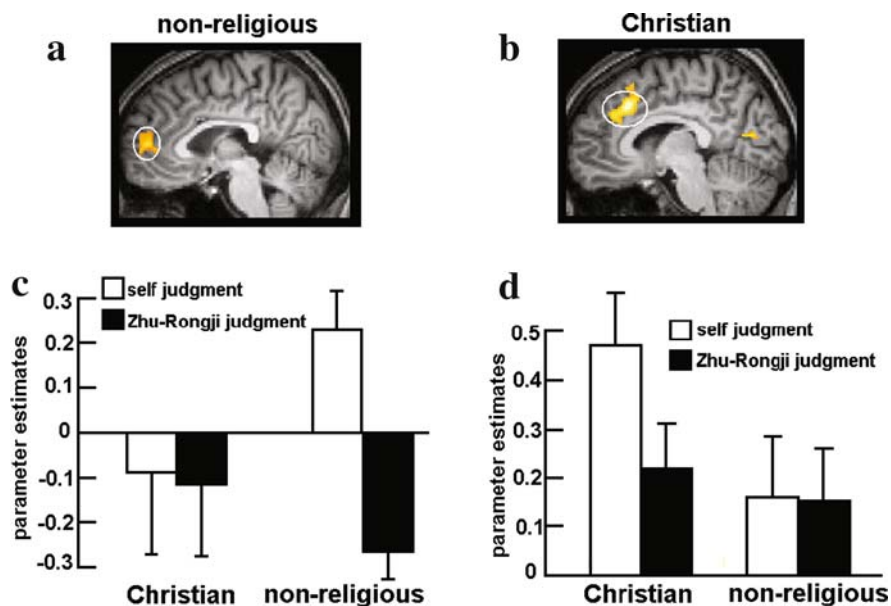 non-religious
a
Christian
b
c
self judgment
Zhu-Rongji judgment
parameter estimates
0.3
0.2
0
-0.1
-0.2
-0.3
Christian
non-religious
d
self judgment
Zhu-Rongji judgment
parameter estimates
0.5
0.4
0.3
0.2
0.1
0
Christian
non-religious